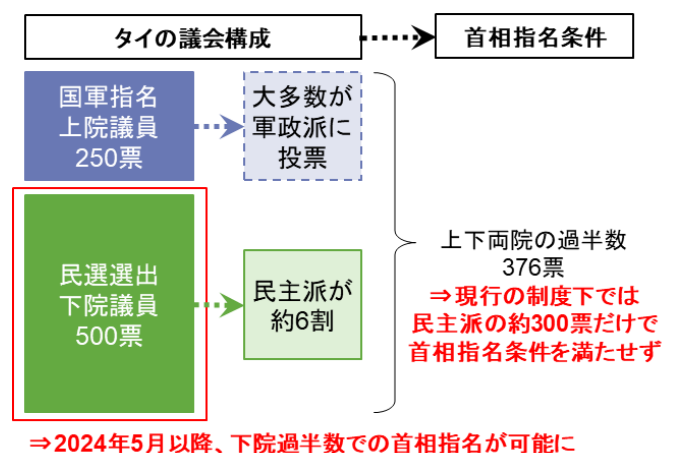 タイの議会構成
首相指名条件
国軍指名
上院議員
250票
大多数が
軍政派に
投票
民選選出
下院議員
500票
民主派が
約6割
上下両院の過半数
376票
⇒現行の制度下では
民主派の約300票だけで
首相指名条件を満たせず
⇒2024年5月以降、下院過半数での首相指名が可能に